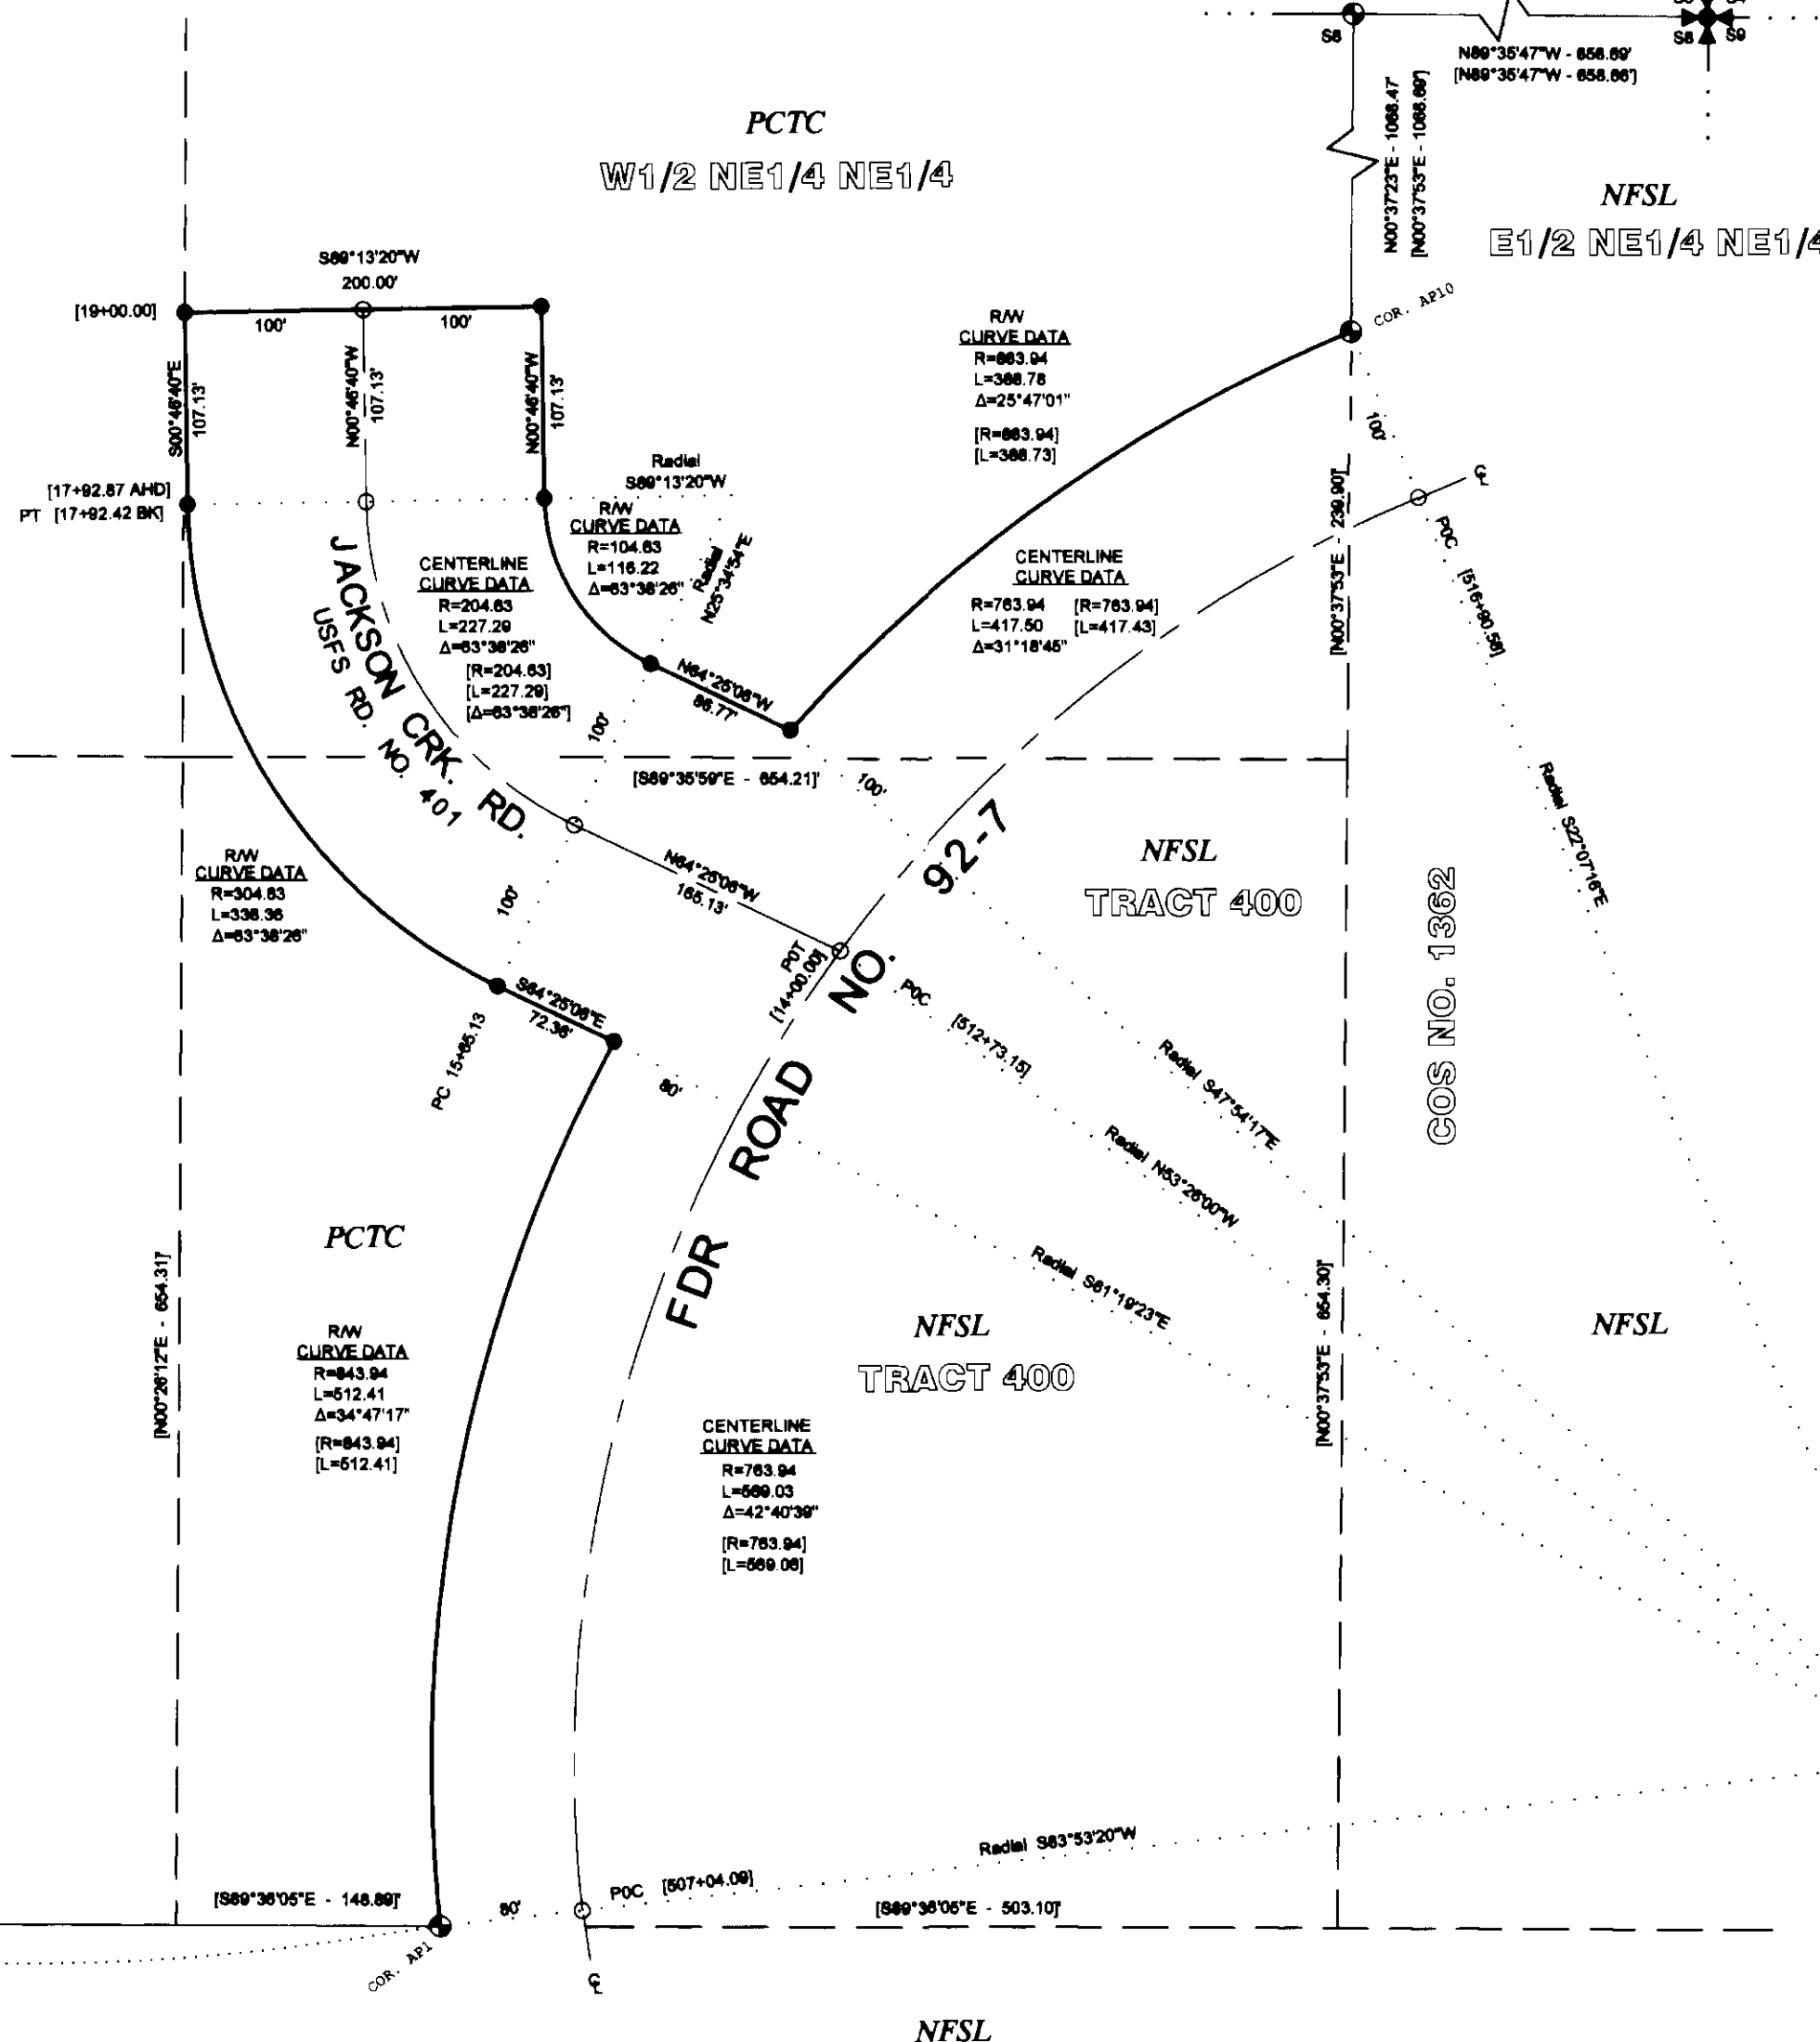 S8
S8
S9
N89°35'47"W - 658.69'
[N89°35'47"W - 658.66']
N00°37'23"E - 1068.47'
[N00°37'53"E - 1068.69']
PCTC
W1/2 NE1/4 NE1/4
NFSL
E1/2 NE1/4 NE1/4
S89°13'20"W
200.00'
[19+00.00]
100'
100'
S00°46'40"E
107.13'
N00°46'40"W
107.13'
N00°46'40"W
107.13'
R/W
CURVE DATA
R=663.94
L=388.78
Δ=25°47'01"
[R=663.94]
[L=388.73]
COR. AP10
100'
℄
[17+92.87 AHD]
PT [17+92.42 BK]
Radial
S89°13'20"W
R/W
CURVE DATA
R=104.63
L=116.22
Δ=63°38'26"
Radial
N25°34'54"E
CENTERLINE
CURVE DATA
R=204.63
L=227.29
Δ=63°38'26"
[R=204.63]
[L=227.29]
[Δ=63°38'26"]
CENTERLINE
CURVE DATA
R=763.94 [R=763.94]
L=417.50 [L=417.43]
Δ=31°18'45"
[N00°37'53"E - 239.90']
POC [516+90.58]
JACKSON CRK. RD.
USFS RD. NO. 401
N64°25'06"W
86.77'
100'
[S89°35'59"E - 654.21']
100'
Radial S22°07'16"E
R/W
CURVE DATA
R=304.63
L=338.36
Δ=63°38'26"
100'
N64°25'06"W
165.13'
FDR ROAD NO. 92-7
NFSL
TRACT 400
COS NO. 1362
POT
[14+00.00]
POC [512+73.15]
S64°25'06"E
72.36'
PC 15+65.13
80'
Radial S47°54'17"E
Radial N53°26'00"W
Radial S61°19'23"E
PCTC
[N00°26'12"E - 654.31']
[N00°37'53"E - 654.30]
NFSL
TRACT 400
NFSL
R/W
CURVE DATA
R=843.94
L=512.41
Δ=34°47'17"
[R=843.94]
[L=512.41]
CENTERLINE
CURVE DATA
R=763.94
L=569.03
Δ=42°40'39"
[R=763.94]
[L=569.06]
Radial S83°53'20"W
[S89°36'05"E - 148.89']
80'
POC [507+04.09]
[S89°36'05"E - 503.10']
COR. AP1
℄
NFSL